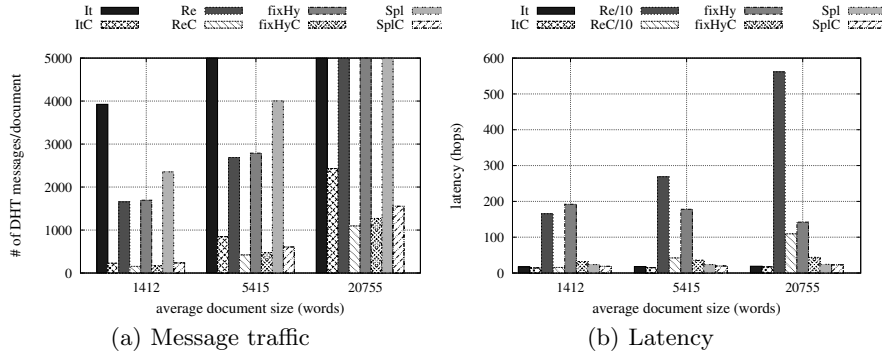 It Re fixHy Spl
ItC ReC fixHyC SplC
5000
4000
3000
2000
1000
0
# of DHT messages/document
1412 5415 20755
average document size (words)
(a) Message traffic
It Re/10 fixHy Spl
ItC ReC/10 fixHyC SplC
600
500
400
300
200
100
0
latency (hops)
1412 5415 20755
average document size (words)
(b) Latency